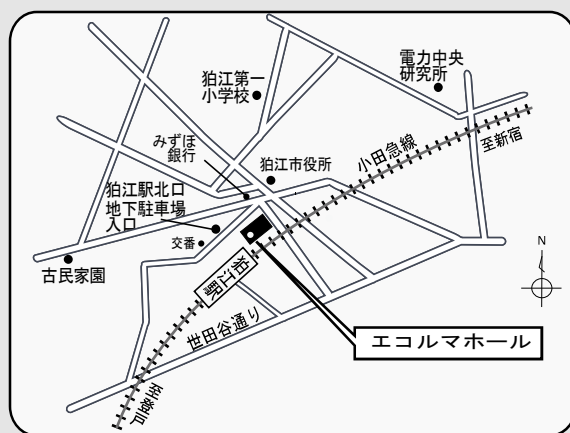 電力中央
研究所
狛江第一
小学校
小田急線
至新宿
みずほ
銀行
狛江市役所
狛江駅北口
地下駐車場
入口
交番
古民家園
狛江駅
N
世田谷通り
エコルマホール
至登戸